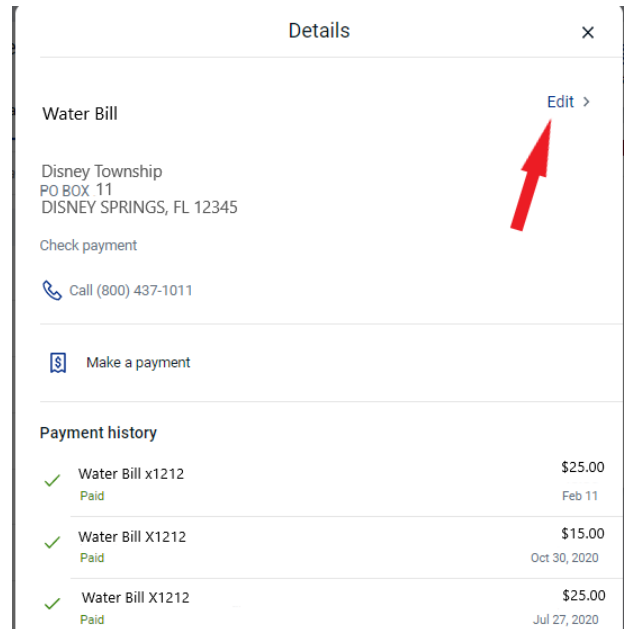 Details
Water Bill
Edit
Disney Township
PO BOX 11
DISNEY SPRINGS, FL 12345
Check payment
Call (800) 437-1011
Make a payment
Payment history
Water Bill x1212 $25.00
Paid Feb 11
Water Bill X1212 $15.00
Paid Oct 30, 2020
Water Bill X1212 $25.00
Paid Jul 27, 2020